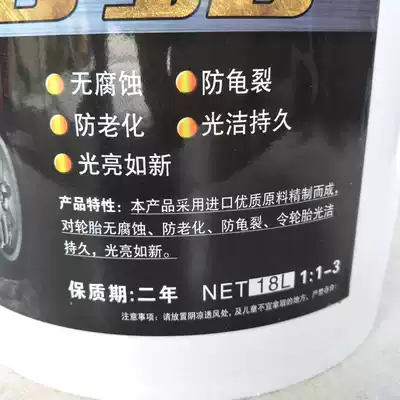 无腐蚀 防龟裂
防老化 光洁持久
光亮如新
产品特性: 本产品采用进口优质原料精制而成。
对轮胎无腐蚀、防老化、防龟裂、令轮胎光洁
持久，光亮如新。
保质期:二年 NET 18L 1:1-3
注意事项: 请放置阴凉通风处、及儿童不宜拿取的地方、严禁吞食!